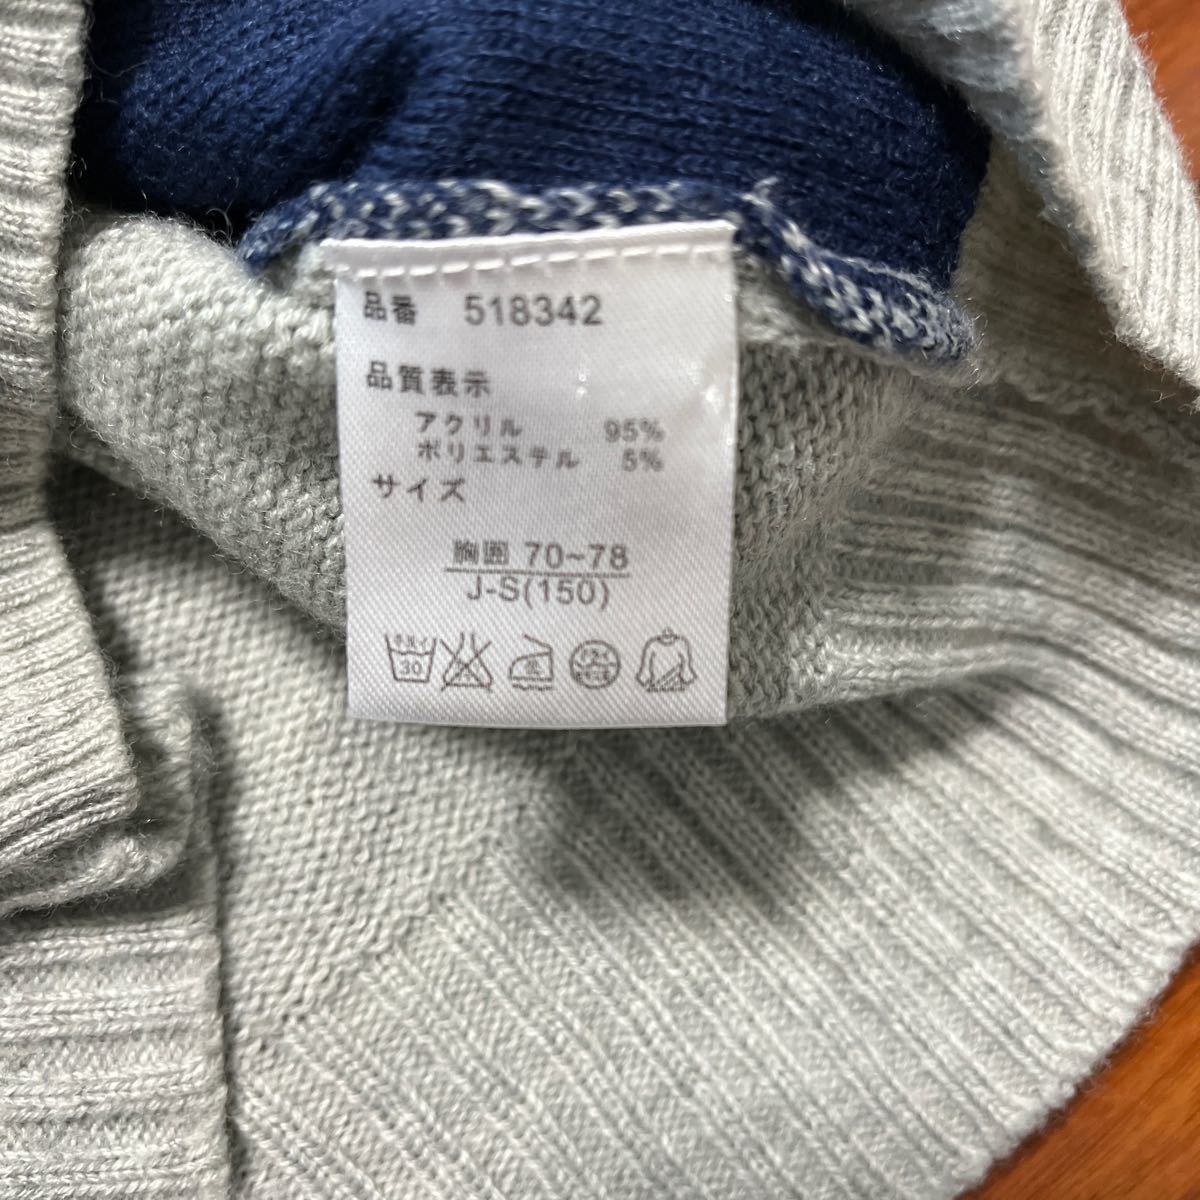 品番 518342
品質表示
アクリル 95%
ポリエステル 5%
サイズ
胸囲 70~78
J-S(150)
30